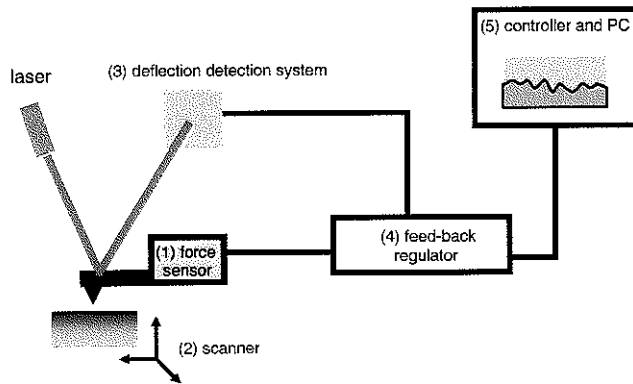 (5) controller and PC
laser
(3) deflection detection system
(1) force
sensor
(4) feed-back
regulator
(2) scanner